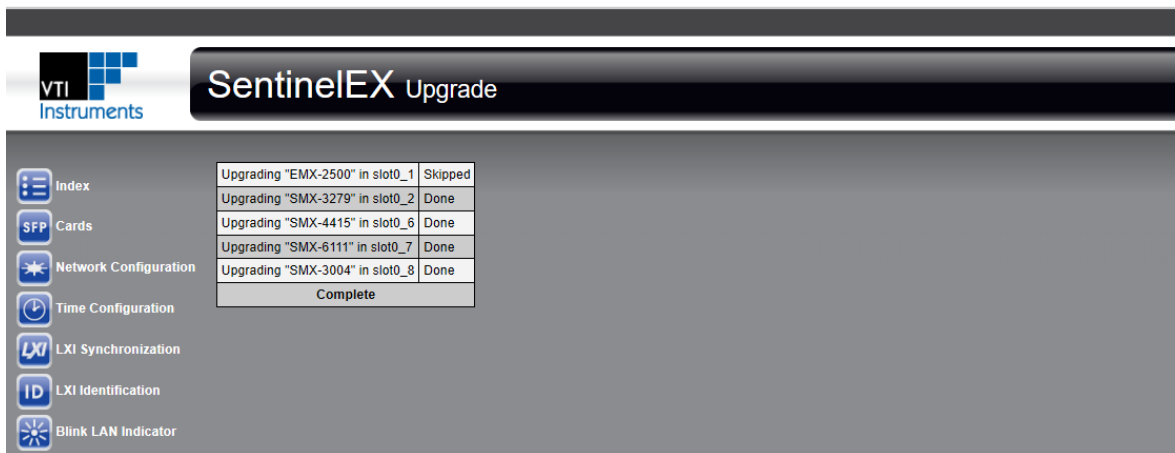 VTI
Instruments
SentinelEX Upgrade
Index
Cards
Network Configuration
Time Configuration
LXI Synchronization
LXI Identification
Blink LAN Indicator
SFP
LXI
ID
Upgrading "EMX-2500" in slot0_1 Skipped
Upgrading "SMX-3279" in slot0_2 Done
Upgrading "SMX-4415" in slot0_6 Done
Upgrading "SMX-6111" in slot0_7 Done
Upgrading "SMX-3004" in slot0_8 Done
Complete